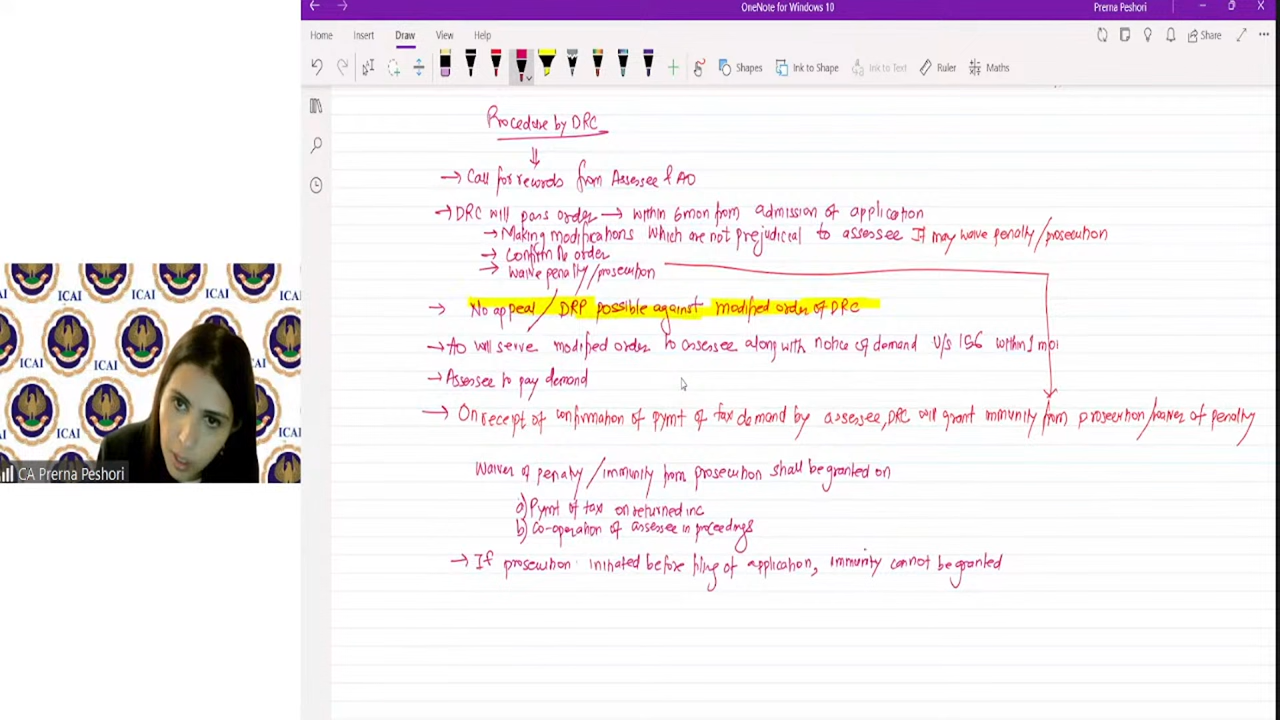 OneNote for Windows 10
Prerna Peshori
Home Insert Draw View Help
Share
Shapes Ink to Shape Ink to Text Ruler Maths
Procedure by DRC
→ Call for records from Assessee & AO
→ DRC will pass order → within 6mon from admission of application
→ Making modifications which are not prejudicial to assessee It may waive penalty/prosecution
→ Confirm the order
→ waive penalty/prosecution
→ No appeal / DRP possible against modified order of DRC
→ AO will serve modified order to assessee along with notice of demand U/s 156 within 1 mon
→ Assessee to pay demand
→ On receipt of confirmation of pymt of tax demand by assessee, DRC will grant immunity from prosecution/waiver of penalty
Waiver of penalty /immunity from prosecution shall be granted on
a) Pymt of tax on returned inc
b) Co-operation of assessee in proceedings
→ If prosecution initiated before filing of application, immunity cannot be granted
ICAI ICAI ICAI
ICAI ICAI
ICAI
ICAI
CA Prerna Peshori